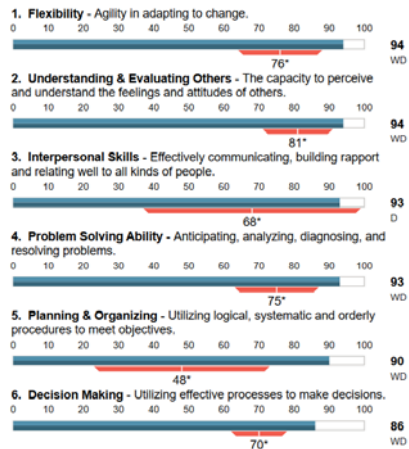 1. Flexibility - Agility in adapting to change.
0 10 20 30 40 50 60 70 80 90 100
94
76* WD
2. Understanding & Evaluating Others - The capacity to perceive
and understand the feelings and attitudes of others.
0 10 20 30 40 50 60 70 80 90 100
94
81* WD
3. Interpersonal Skills - Effectively communicating, building rapport
and relating well to all kinds of people.
0 10 20 30 40 50 60 70 80 90 100
93
68* D
4. Problem Solving Ability - Anticipating, analyzing, diagnosing, and
resolving problems.
0 10 20 30 40 50 60 70 80 90 100
93
75* WD
5. Planning & Organizing - Utilizing logical, systematic and orderly
procedures to meet objectives.
0 10 20 30 40 50 60 70 80 90 100
90
48* WD
6. Decision Making - Utilizing effective processes to make decisions.
0 10 20 30 40 50 60 70 80 90 100
86
70* WD